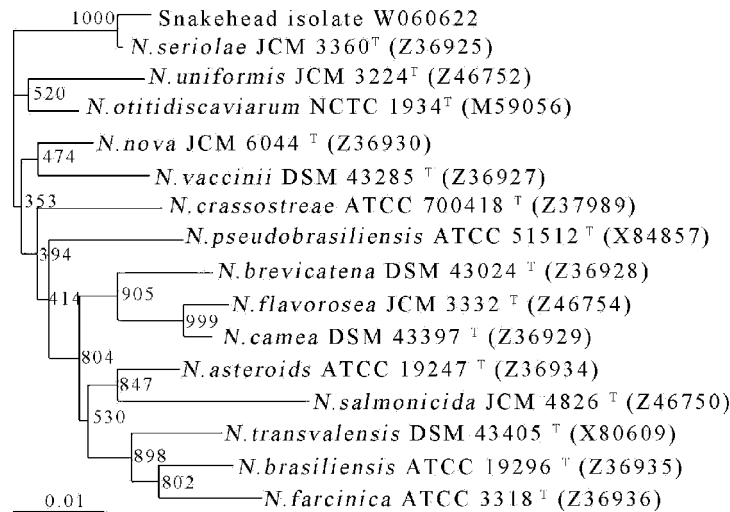 1000 Snakehead isolate W060622
N.seriolae JCM 3360ᵀ (Z36925)
N.uniformis JCM 3224ᵀ (Z46752)
520
N.otitidiscaviarum NCTC 1934ᵀ (M59056)
N.nova JCM 6044 ᵀ (Z36930)
474
N.vaccinii DSM 43285 ᵀ (Z36927)
353
N.crassostreae ATCC 700418 ᵀ (Z37989)
N.pseudobrasiliensis ATCC 51512ᵀ (X84857)
394
N.brevicatena DSM 43024 ᵀ (Z36928)
905
414
N.flavorosea JCM 3332 ᵀ (Z46754)
999
N.camea DSM 43397 ᵀ (Z36929)
804
N.asteroids ATCC 19247 ᵀ (Z36934)
847
N.salmonicida JCM 4826 ᵀ (Z46750)
530
N.transvalensis DSM 43405 ᵀ (X80609)
898
N.brasiliensis ATCC 19296 ᵀ (Z36935)
802
N.farcinica ATCC 3318 ᵀ (Z36936)
0.01